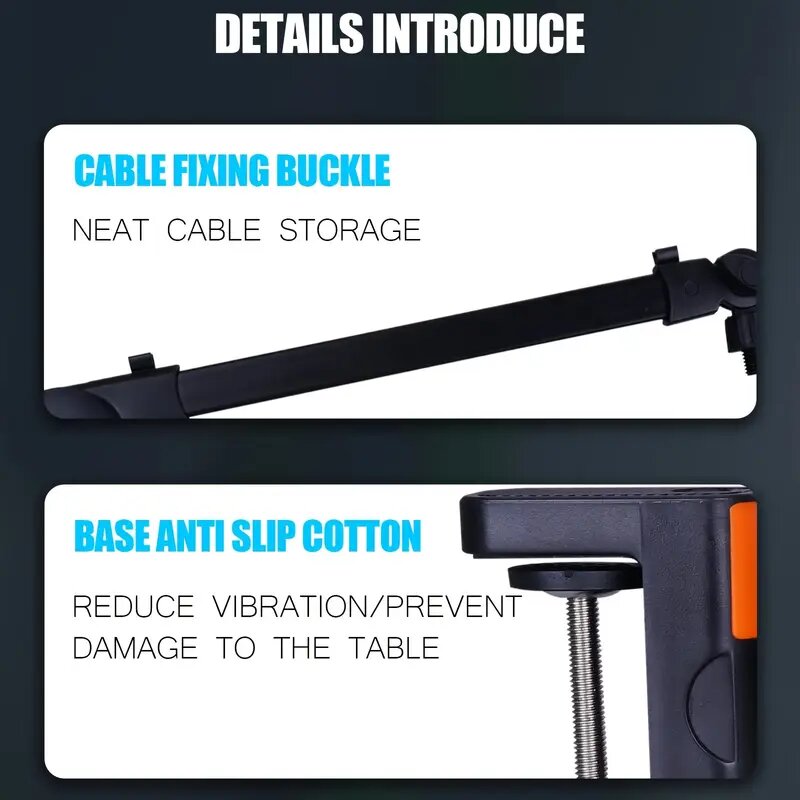 DETAILS INTRODUCE
CABLE FIXING BUCKLE
NEAT CABLE STORAGE
BASE ANTI SLIP COTTON
REDUCE VIBRATION/PREVENT
DAMAGE TO THE TABLE